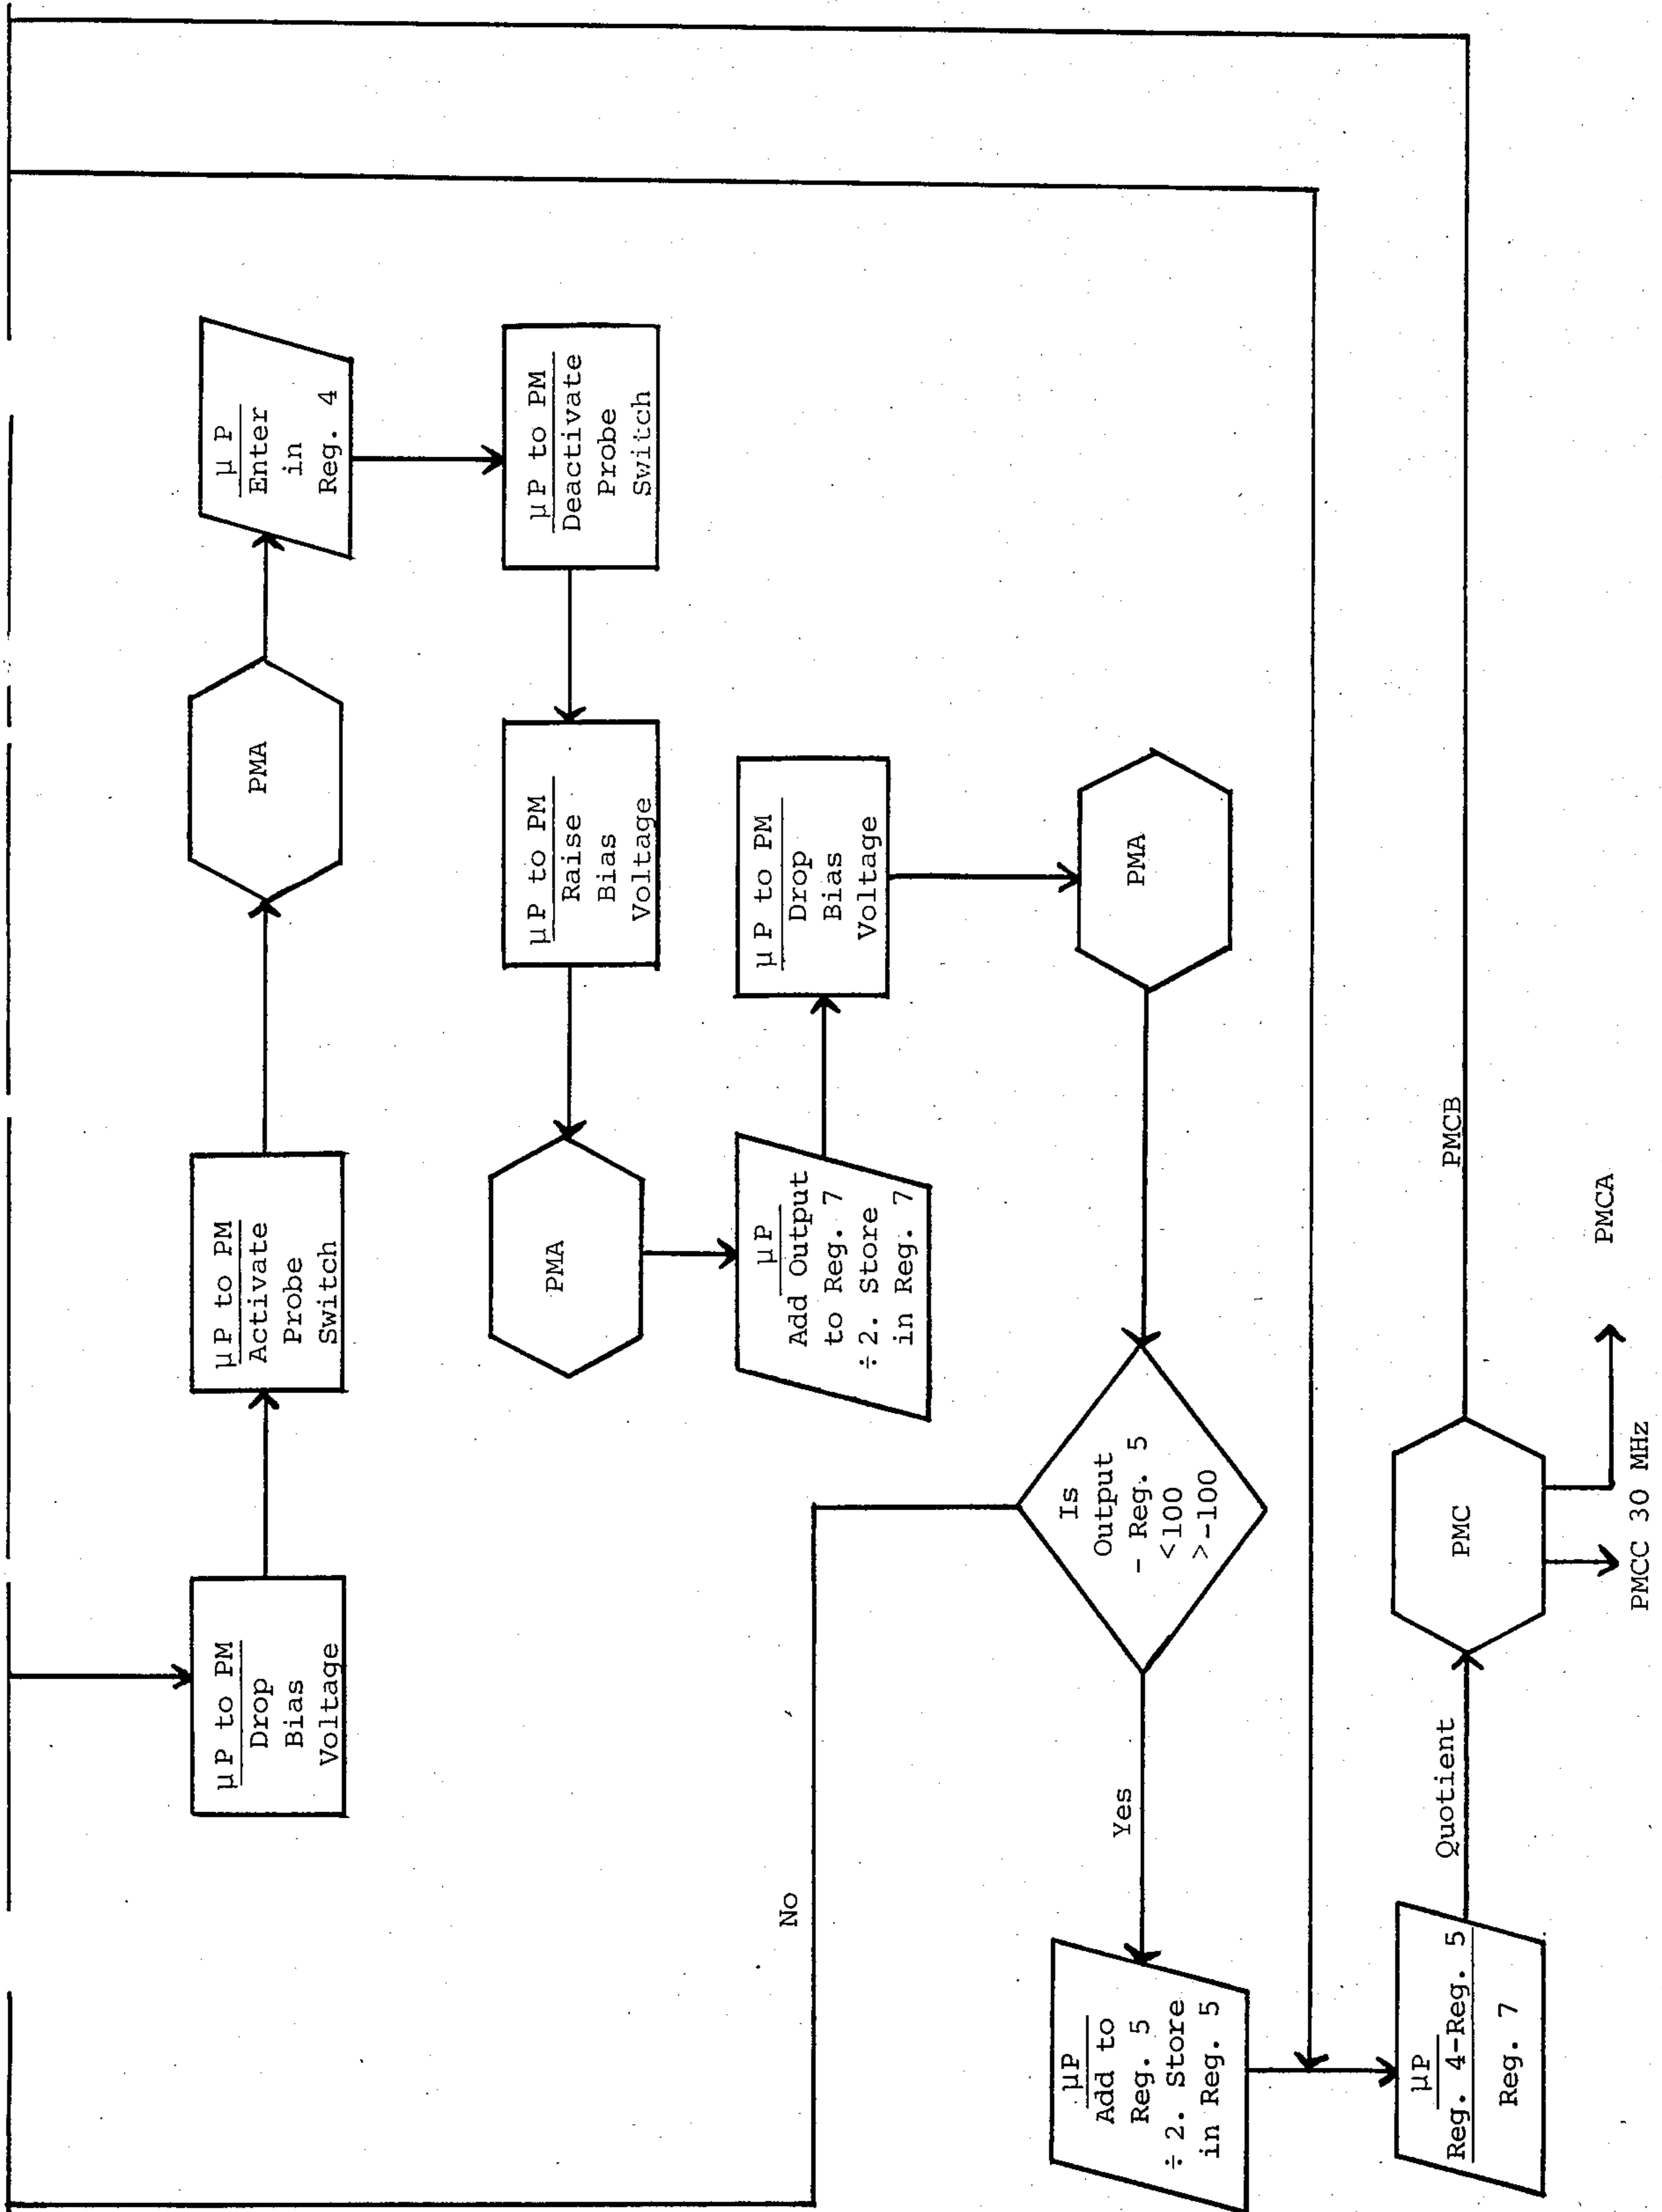 µP to PM
Drop
Bias
Voltage
µP to PM
Activate
Probe
Switch
PMA
µP
Enter
in
Reg. 4
µP to PM
Deactivate
Probe
Switch
µP to PM
Raise
Bias
Voltage
PMA
µP
Add Output
to Reg. 7
÷2. Store
in Reg. 7
µP to PM
Drop
Bias
Voltage
PMA
Is
Output
- Reg. 5
<100
>-100
No
Yes
µP
Add to
Reg. 5
÷2. Store
in Reg. 5
µP
Reg. 4-Reg. 5
Reg. 7
Quotient
PMC
PMCB
PMCA
PMCC 30 MHz